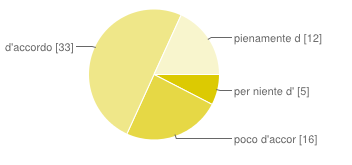 pienamente d [12]
d'accordo [33]
per niente d' [5]
poco d'accor [16]